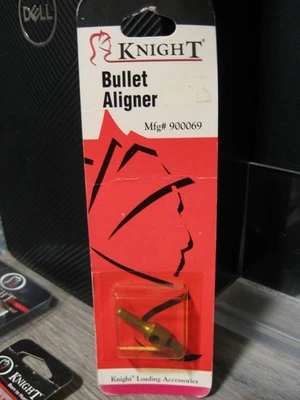 DELL
KNIGHT®
Bullet
Aligner
Mfg# 900069
Knight® Loading Accessories
KNIGHT